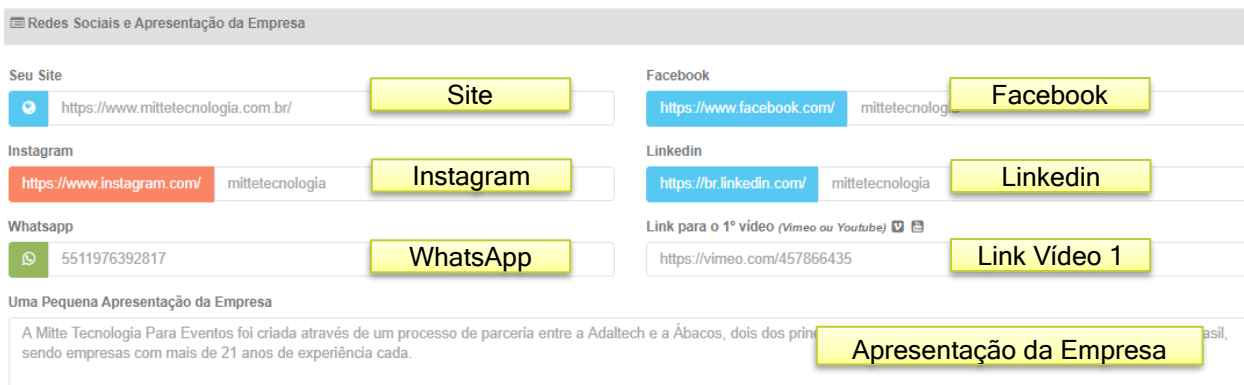 Redes Sociais e Apresentação da Empresa
Seu Site
https://www.mittetecnologia.com.br/
Site
Facebook
https://www.facebook.com/ mittetecnologia
Facebook
Instagram
https://www.instagram.com/ mittetecnologia
Instagram
Linkedin
https://br.linkedin.com/ mittetecnologia
Linkedin
Whatsapp
5511976392817
WhatsApp
Link para o 1º vídeo (Vimeo ou Youtube)
https://vimeo.com/457866435
Link Vídeo 1
Uma Pequena Apresentação da Empresa
A Mitte Tecnologia Para Eventos foi criada através de um processo de parceria entre a Adaltech e a Ábacos, dois dos
sendo empresas com mais de 21 anos de experiência cada.
Apresentação da Empresa